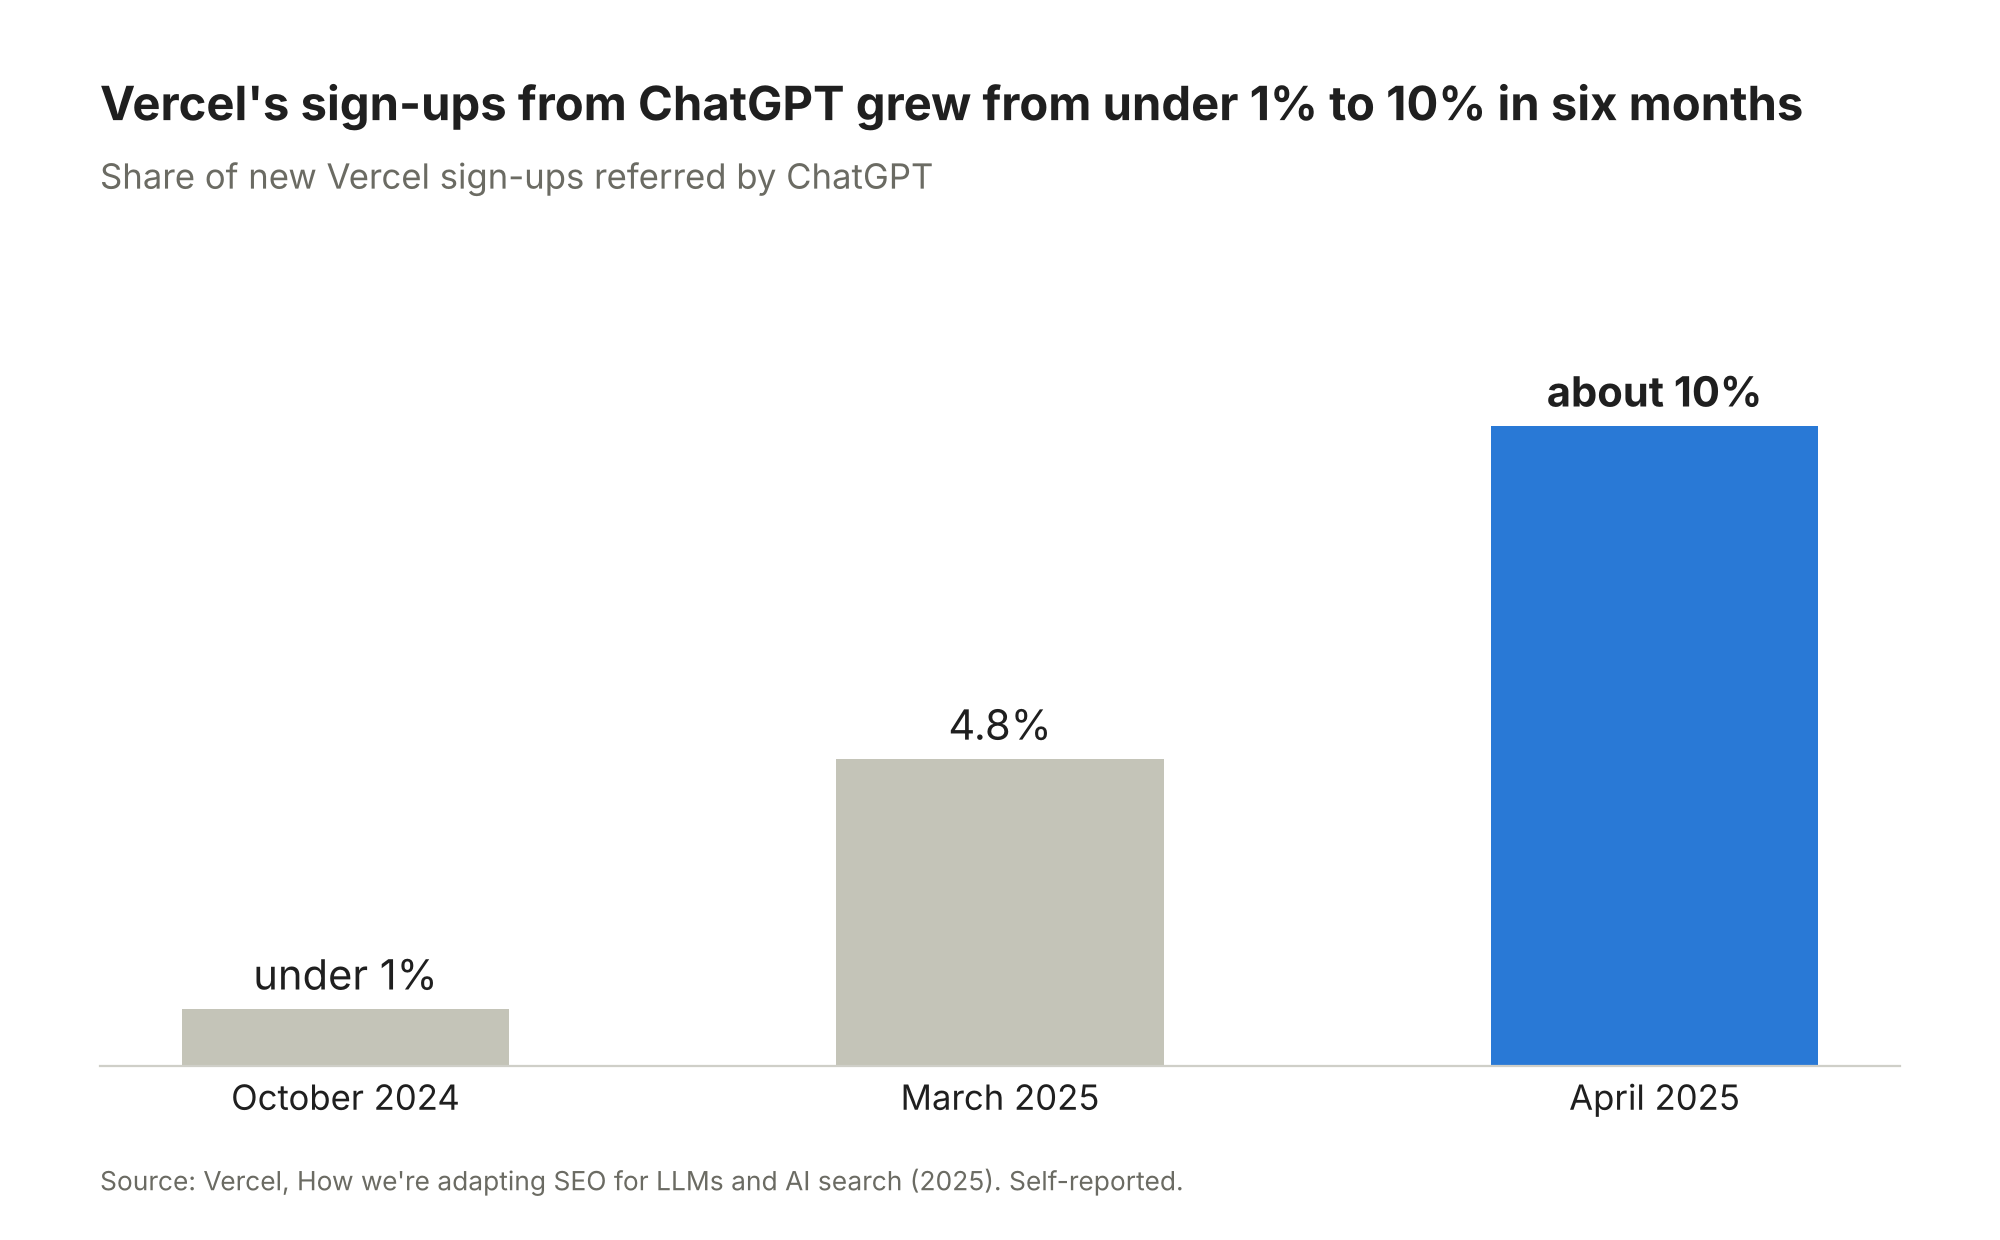 Vercel's sign-ups from ChatGPT grew from under 1% to 10% in six months
Share of new Vercel sign-ups referred by ChatGPT
about 10%
4.8%
under 1%
October 2024
March 2025
April 2025
Source: Vercel, How we're adapting SEO for LLMs and AI search (2025). Self-reported.